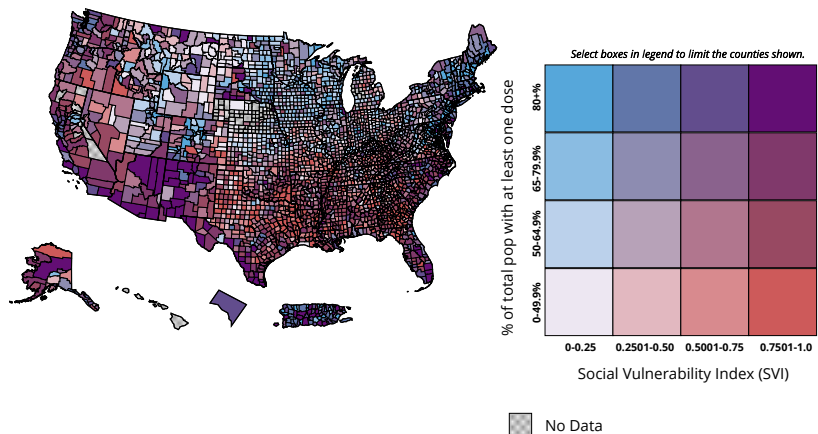 Select boxes in legend to limit the counties shown.
% of total pop with at least one dose
80+%
65-79.9%
50-64.9%
0-49.9%
0-0.25
0.2501-0.50
0.5001-0.75
0.7501-1.0
Social Vulnerability Index (SVI)
No Data